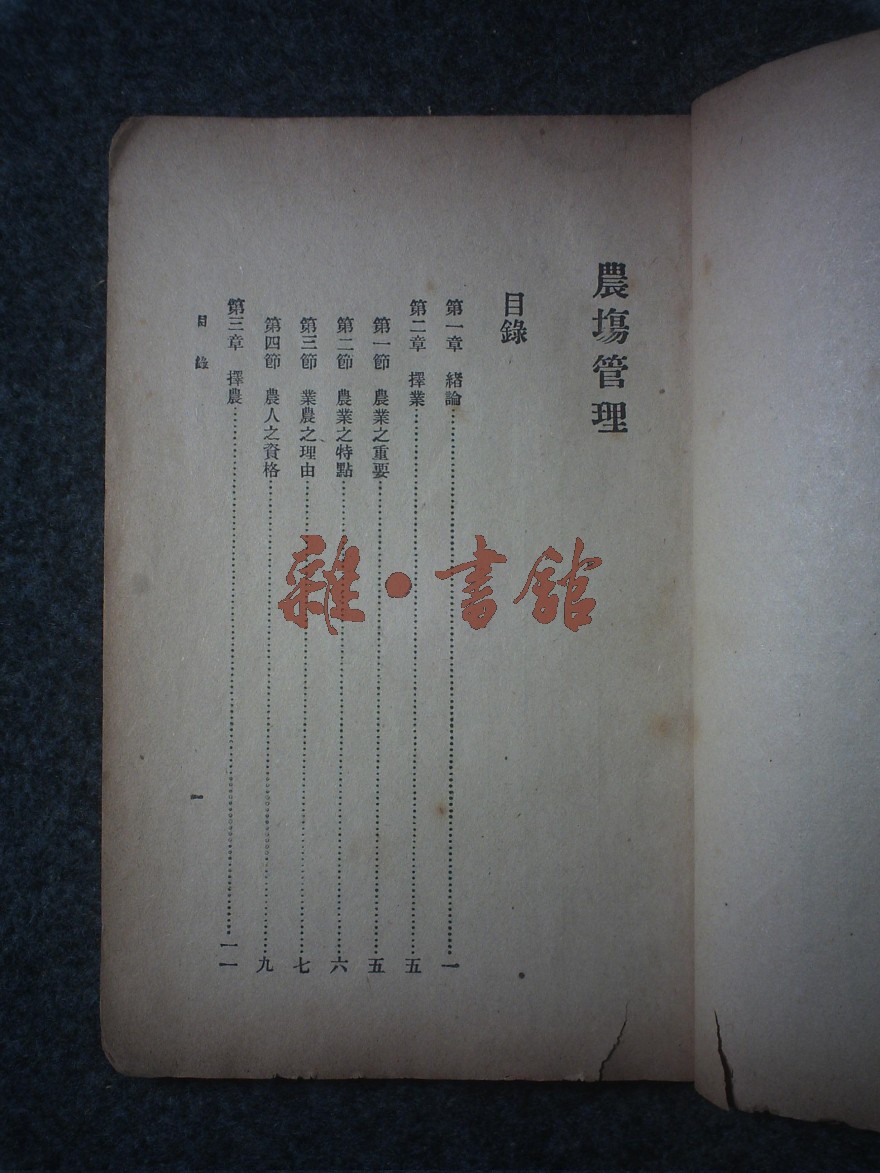 農塲管理
目錄
第一章 緒論……一
第二章 擇業……五
第一節 農業之重要……五
第二節 農業之特點……六
第三節 業農之理由……七
第四節 農人之資格……九
第三章 擇農……一一
目錄 一
雜·書館